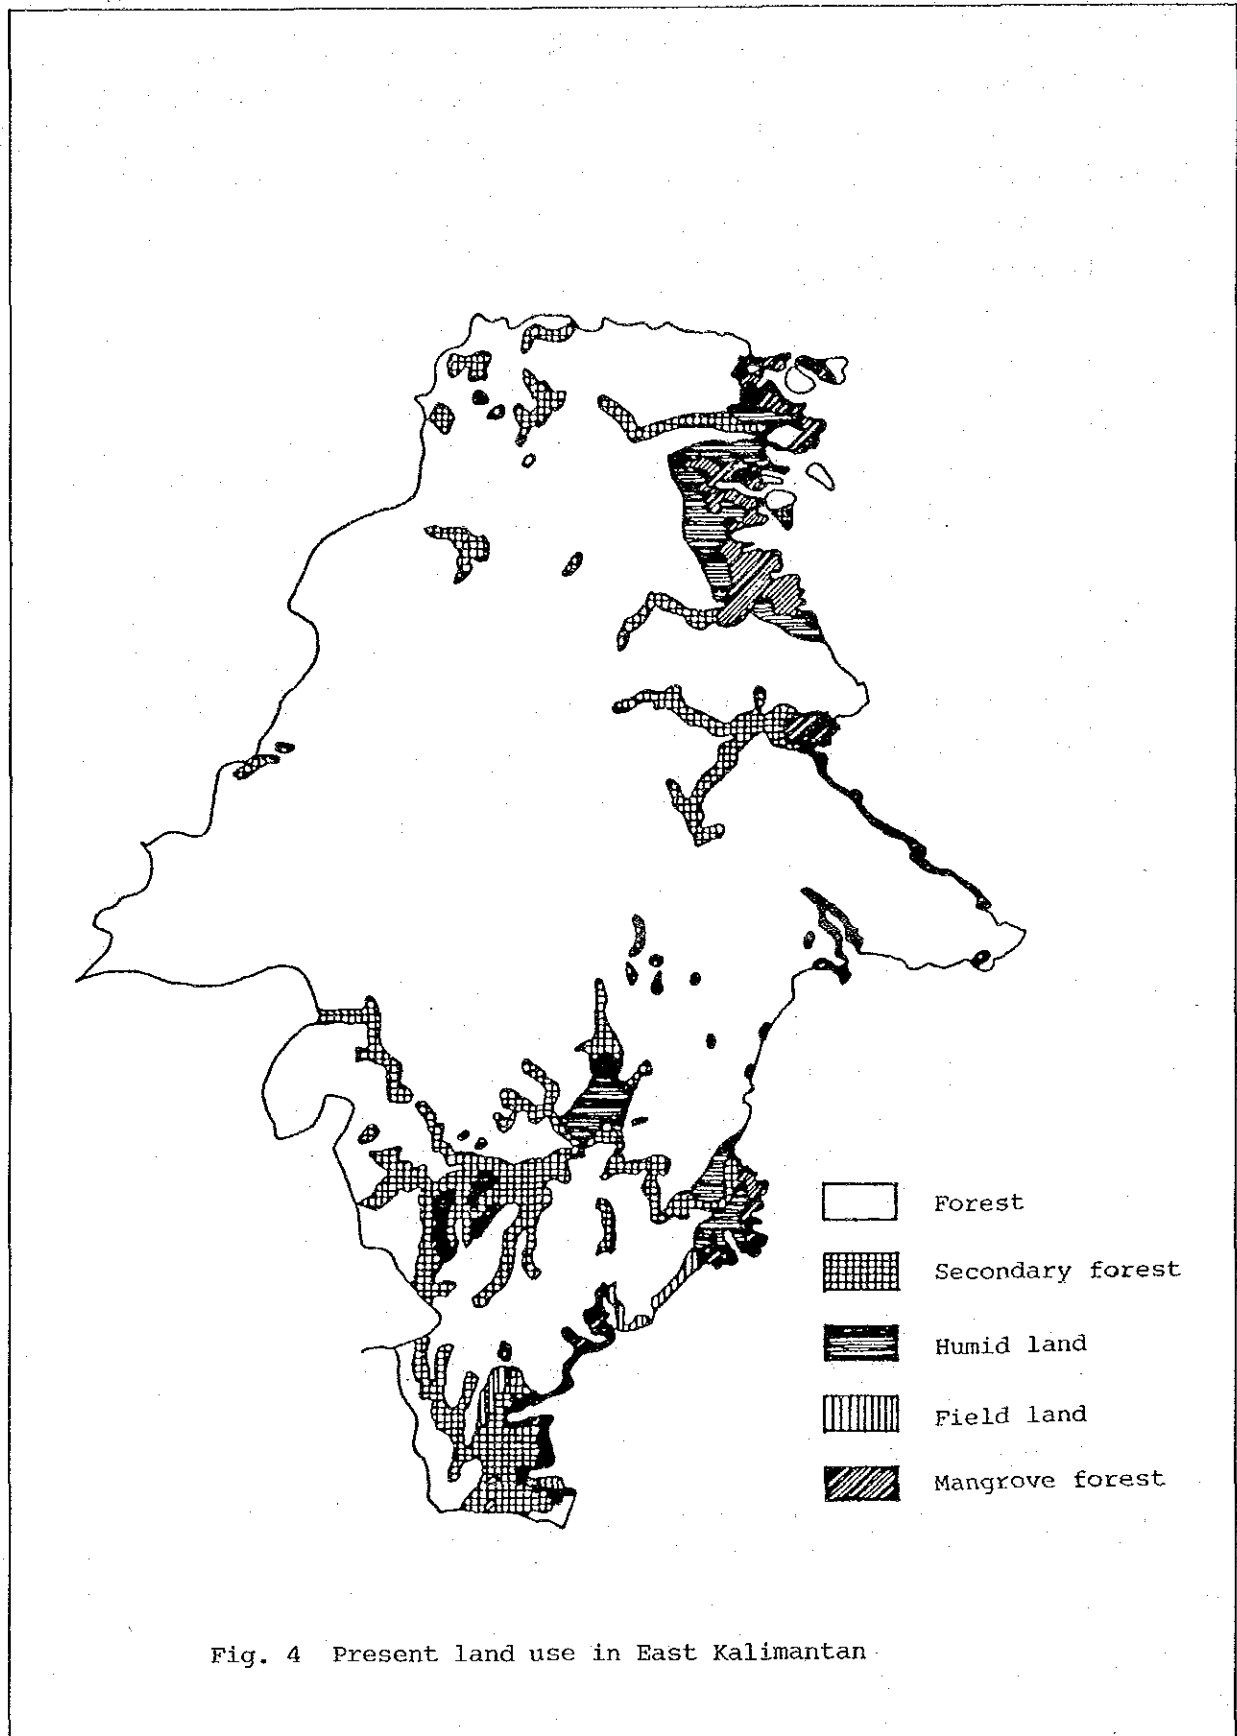 Forest
Secondary forest
Humid land
Field land
Mangrove forest
Fig. 4 Present land use in East Kalimantan